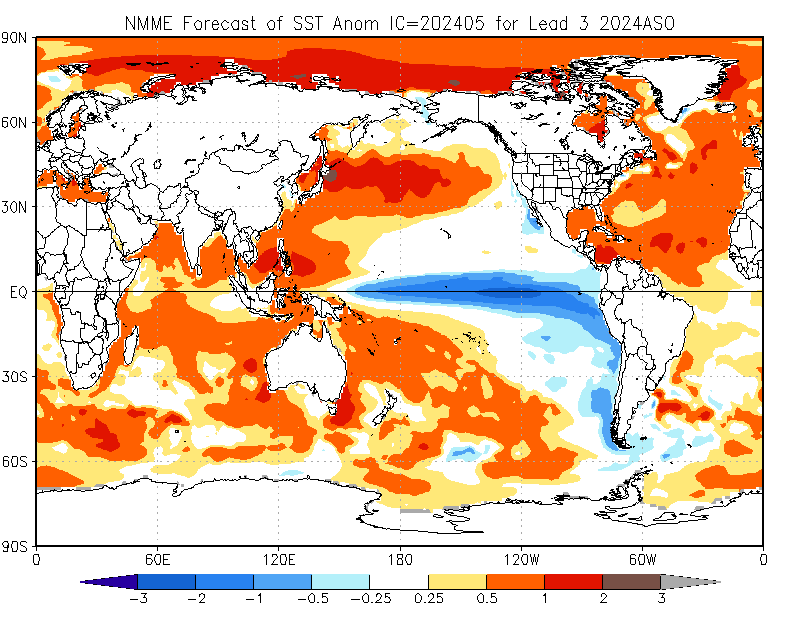 NMME Forecast of SST Anom IC=202405 for Lead 3 2024ASO
90N
60N
30N
EQ
30S
60S
90S
0 60E 120E 180 120W 60W 0
-3 -2 -1 -0.5 -0.25 0.25 0.5 1 2 3